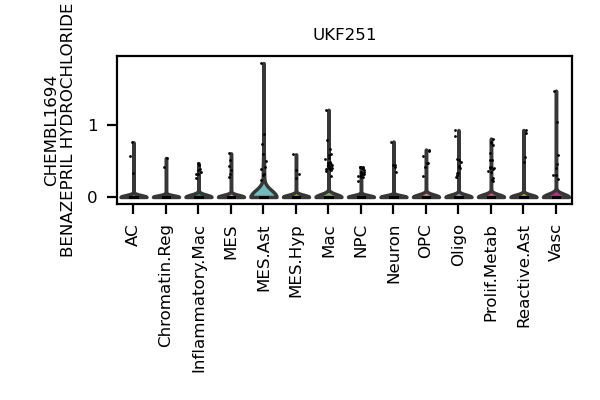 UKF251
CHEMBL1694
BENAZEPRIL HYDROCHLORIDE
1
0
AC
Chromatin.Reg
Inflammatory.Mac
MES
MES.Ast
MES.Hyp
Mac
NPC
Neuron
OPC
Oligo
Prolif.Metab
Reactive.Ast
Vasc